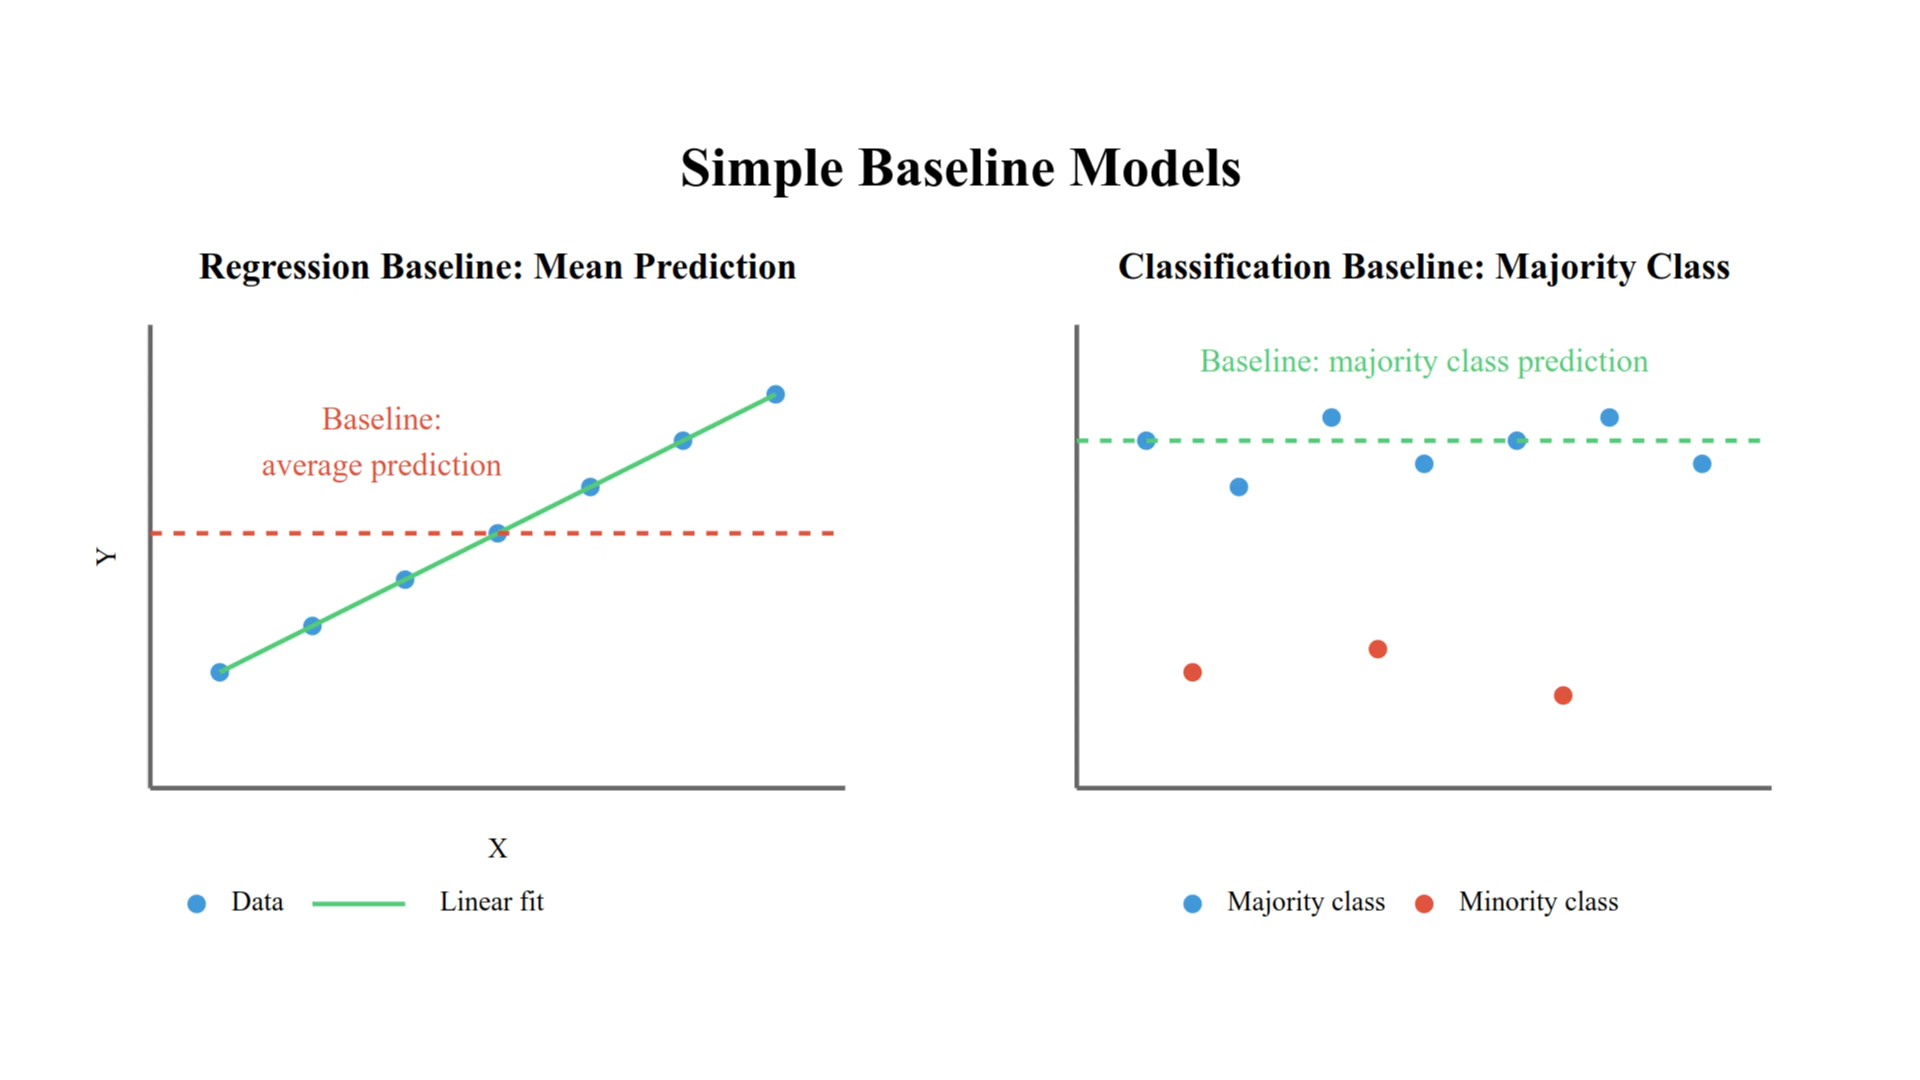 Simple Baseline Models
Regression Baseline: Mean Prediction
Baseline:
average prediction
Y
X
Data
Linear fit
Classification Baseline: Majority Class
Baseline: majority class prediction
Majority class
Minority class